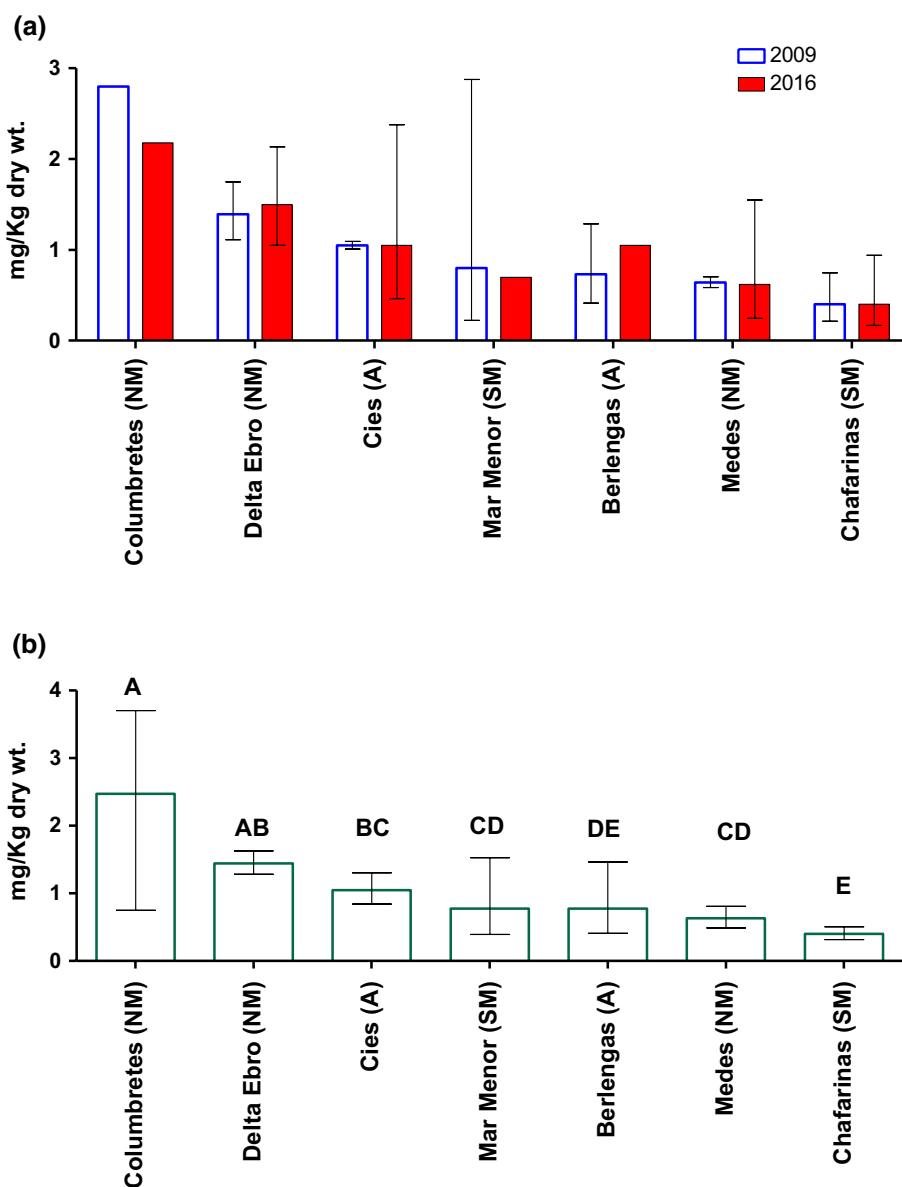 (a)
2009
2016
3
2
1
0
mg/Kg dry wt.
Columbretes (NM)
Delta Ebro (NM)
Cies (A)
Mar Menor (SM)
Berlengas (A)
Medes (NM)
Chafarinas (SM)
(b)
4
3
2
1
0
mg/Kg dry wt.
A
AB
BC
CD
DE
CD
E
Columbretes (NM)
Delta Ebro (NM)
Cies (A)
Mar Menor (SM)
Berlengas (A)
Medes (NM)
Chafarinas (SM)